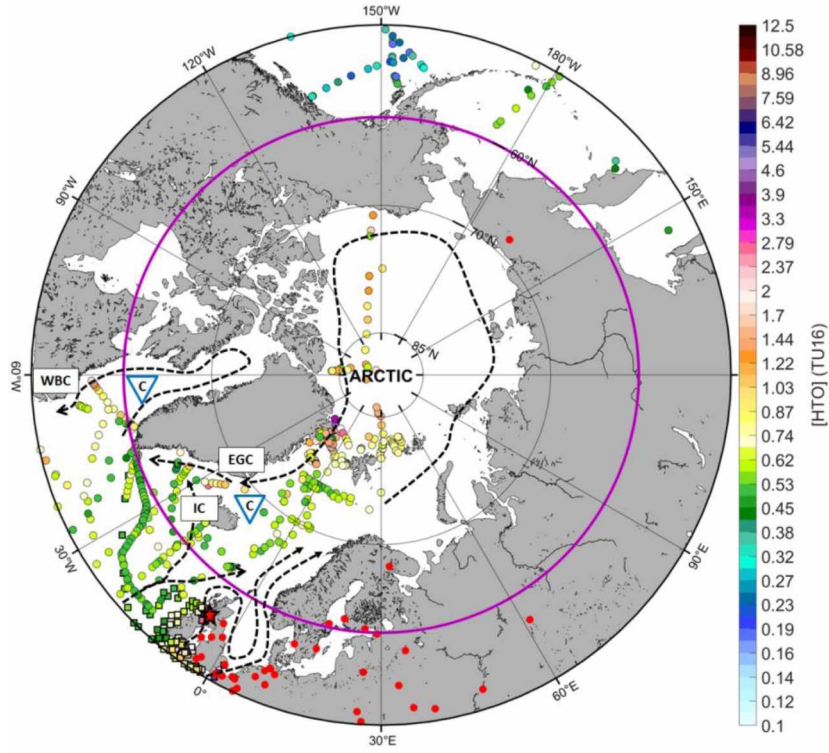 150°W
120°W
180°W
90°W
60°N
150°E
70°N
85°N
ARCTIC
60°W
WBC
C
EGC
IC
C
30°W
90°E
0°
60°E
30°E
12.5
10.58
8.96
7.59
6.42
5.44
4.6
3.9
3.3
2.79
2.37
2
1.7
1.44
1.22
1.03
0.87
0.74
0.62
0.53
0.45
0.38
0.32
0.27
0.23
0.19
0.16
0.14
0.12
0.1
[HTO] (TU16)